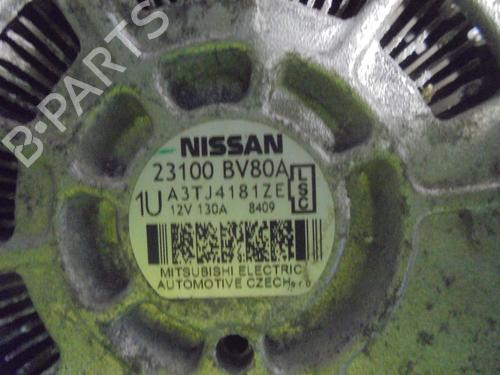 B-PARTS
NISSAN
23100 BV80A
1U A3TJ4181ZE
LSC
12V 130A 8409
MITSUBISHI ELECTRIC
AUTOMOTIVE CZECH s.r.o